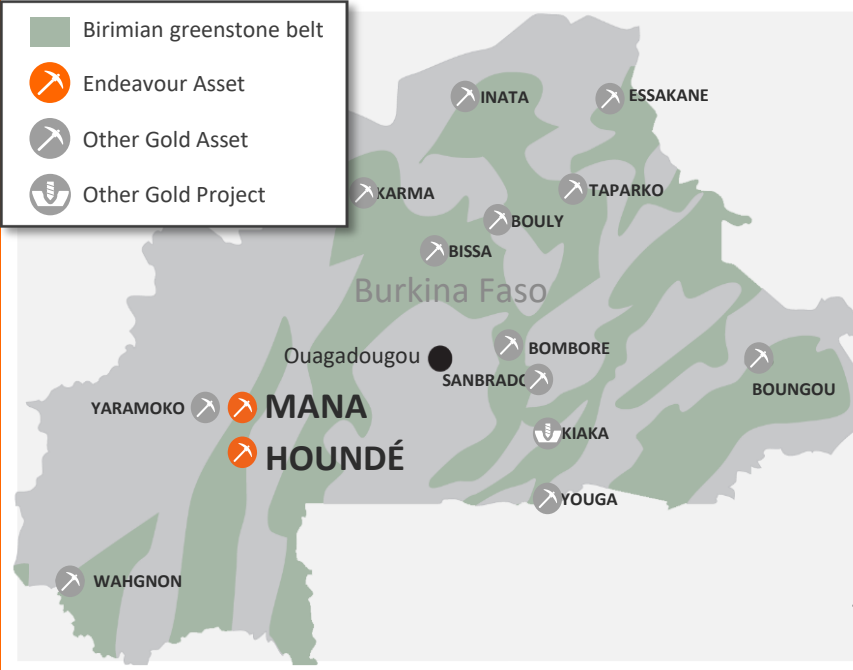 Birimian greenstone belt
Endeavour Asset
Other Gold Asset
Other Gold Project
INATA
ESSAKANE
KARMA
TAPARKO
BOULY
BISSA
Burkina Faso
Ouagadougou
BOMBORE
SANBRADO
BOUNGOU
YARAMOKO
MANA
KIAKA
HOUNDÉ
YOUGA
WAHGNON